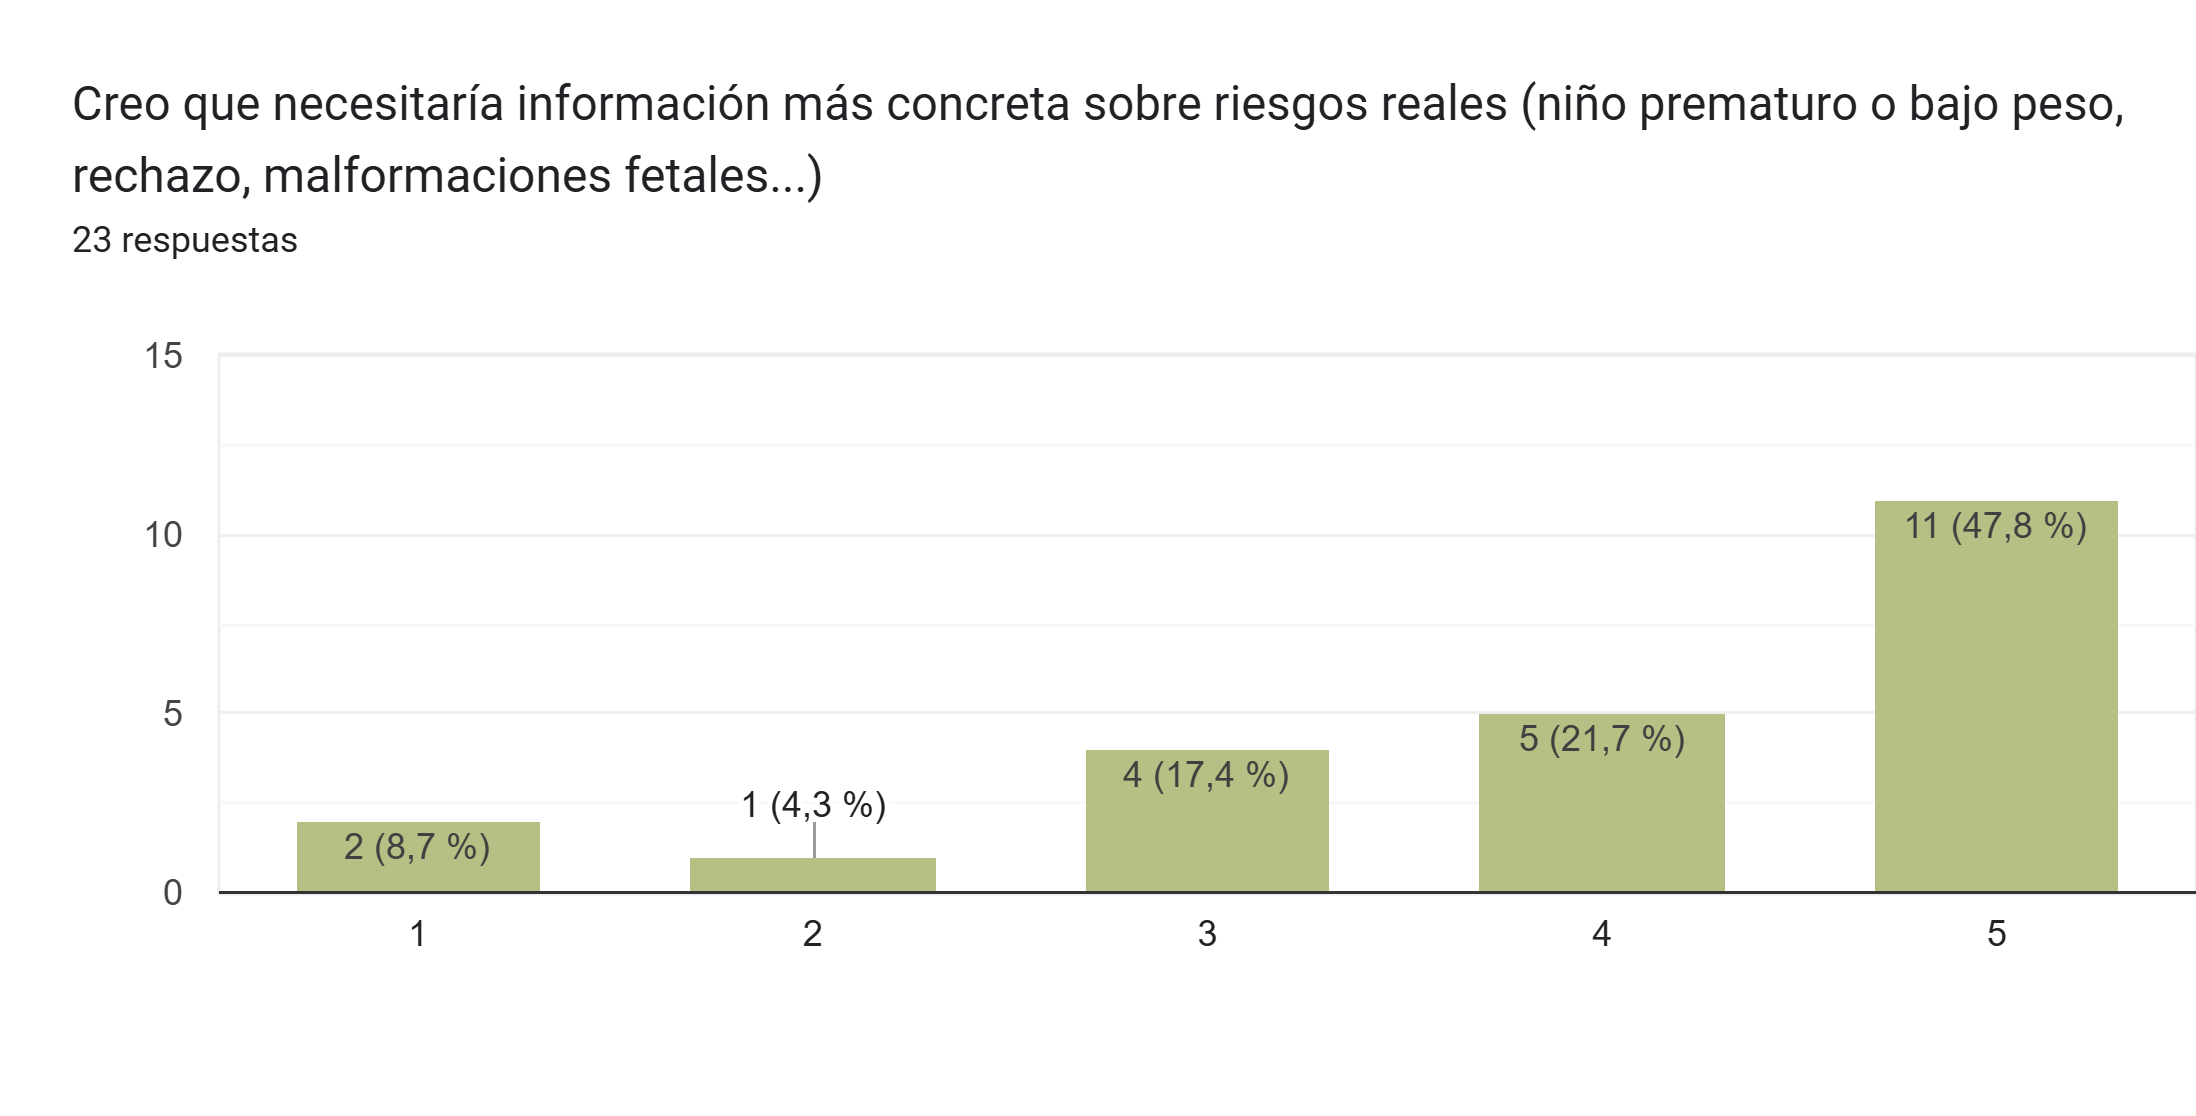 Creo que necesitaría información más concreta sobre riesgos reales (niño prematuro o bajo peso,
rechazo, malformaciones fetales...)
23 respuestas
15
10
5
0
2 (8,7 %)
1 (4,3 %)
4 (17,4 %)
5 (21,7 %)
11 (47,8 %)
1
2
3
4
5